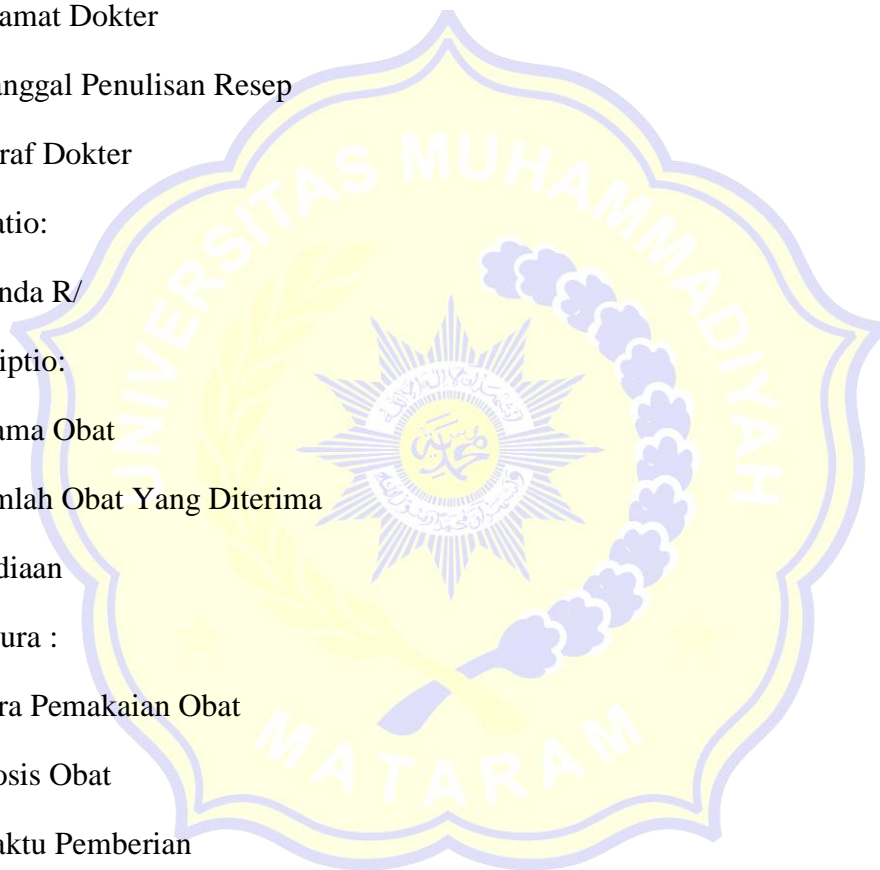 amat Dokter
anggal Penulisan Resep
raf Dokter
atio:
nda R/
iptio:
ama Obat
mlah Obat Yang Diterima
diaan
ura :
ra Pemakaian Obat
osis Obat
aktu Pemberian
UNIVERSITAS MUHAMMADIYAH
MATARAM